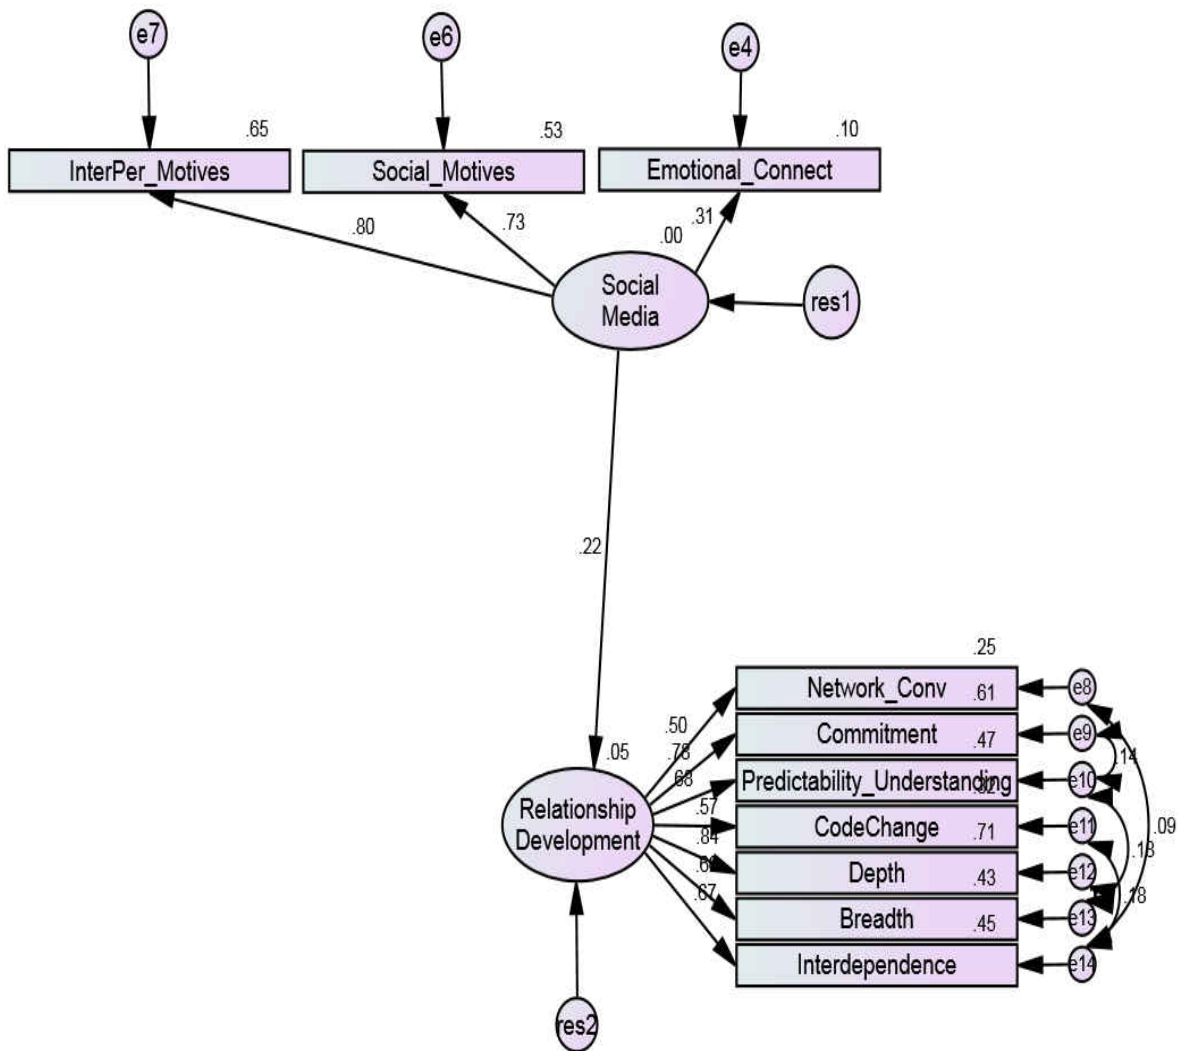 e7
e6
e4
.65
.53
.10
InterPer_Motives
Social_Motives
Emotional_Connect
.80
.73
.31
.00
Social
Media
res1
.22
.25
Network_Conv
.61
e8
.50
Commitment
.47
e9
.05
.78
.14
.68
Predictability_Understanding
e10
.57
Relationship
Development
CodeChange
.71
e11
.09
.84
.18
Depth
.43
e12
.67
Breadth
.45
e13
.18
Interdependence
e14
res2